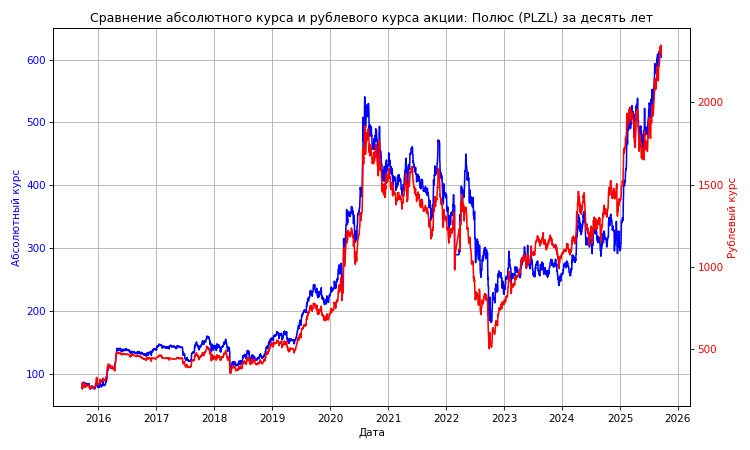 Сравнение абсолютного курса и рублевого курса акции: Полюс (PLZL) за десять лет
600
500
400
300
200
100
Абсолютный курс
2000
1500
1000
500
Рублевый курс
2016 2017 2018 2019 2020 2021 2022 2023 2024 2025 2026
Дата